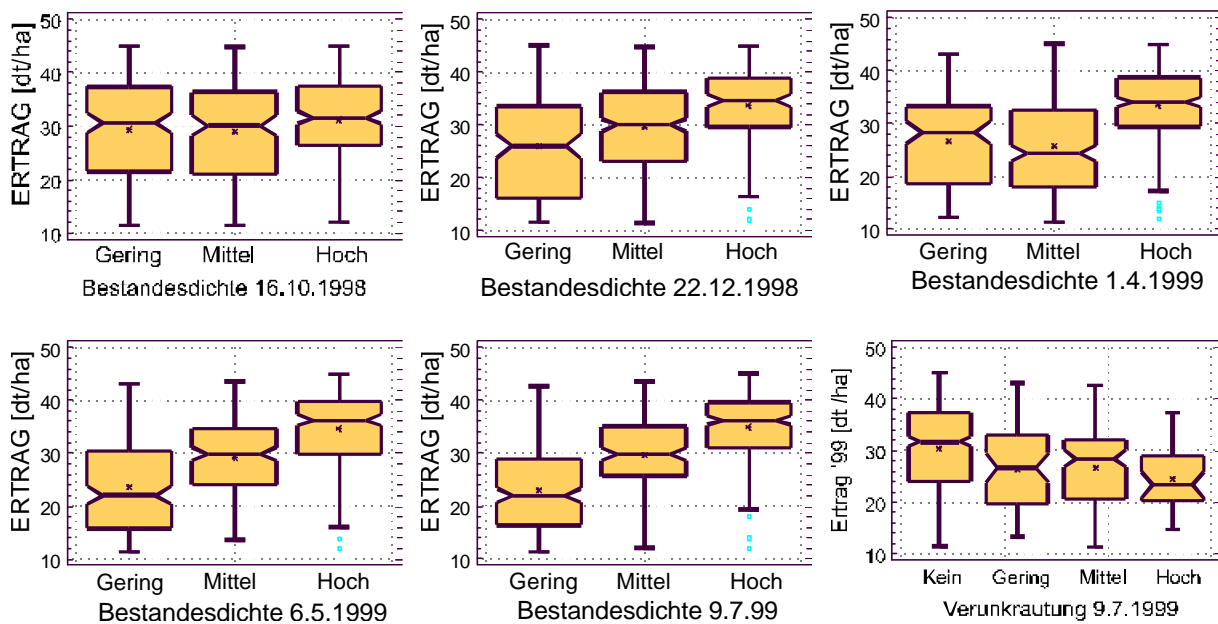 ERTRAG [dt/ha]
50
40
30
20
10
Gering Mittel Hoch
Bestandesdichte 16.10.1998
ERTRAG [dt/ha]
50
40
30
20
10
Gering Mittel Hoch
Bestandesdichte 22.12.1998
ERTRAG [dt/ha]
50
40
30
20
10
Gering Mittel Hoch
Bestandesdichte 1.4.1999
ERTRAG [dt/ha]
50
40
30
20
10
Gering Mittel Hoch
Bestandesdichte 6.5.1999
ERTRAG [dt/ha]
50
40
30
20
10
Gering Mittel Hoch
Bestandesdichte 9.7.99
Ertrag '99 [dt /ha]
50
40
30
20
10
Kein Gering Mittel Hoch
Verunkrautung 9.7.1999